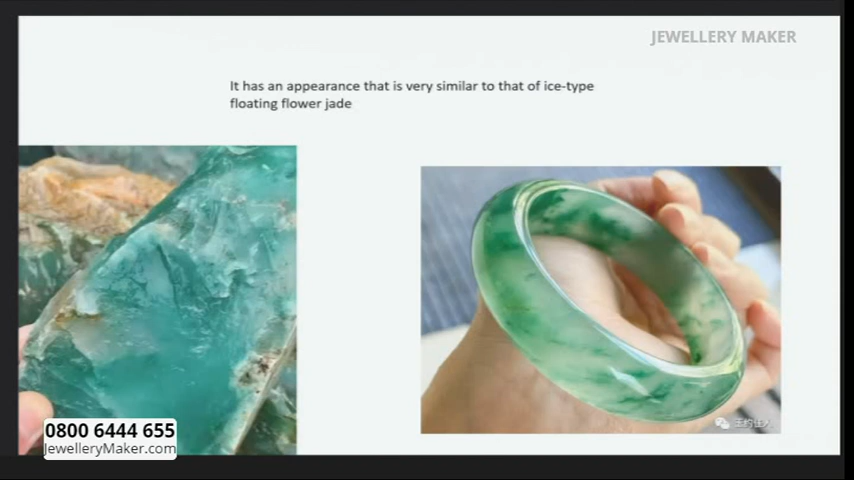 JEWELLERY MAKER
It has an appearance that is very similar to that of ice-type
floating flower jade
0800 6444 655
JewelleryMaker.com